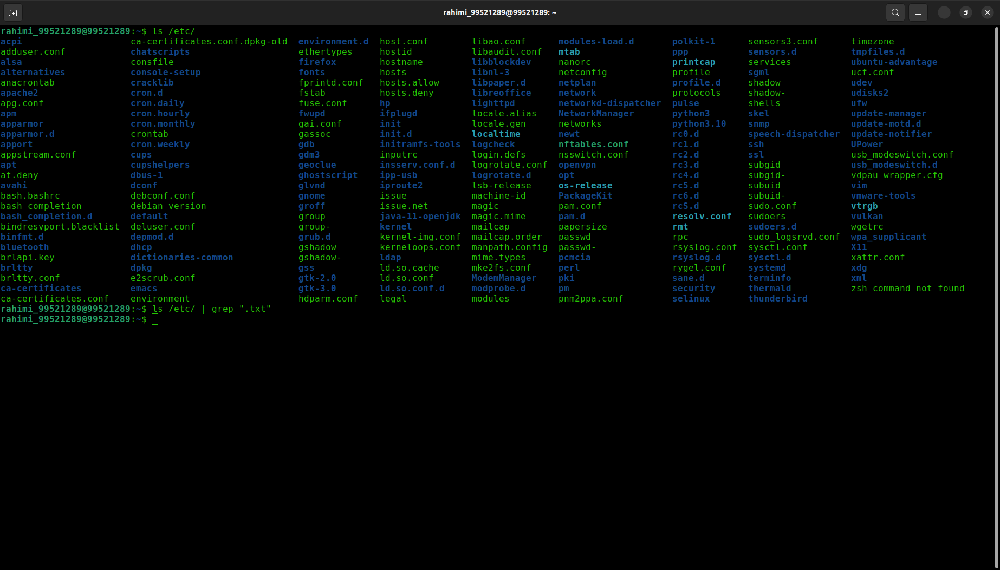 rahimi_99521289@99521289: ~
rahimi_99521289@99521289:~$ ls /etc/
acpi ca-certificates.conf.dpkg-old environment.d host.conf libao.conf modules-load.d polkit-1 sensors3.conf timezone
adduser.conf chatscripts ethertypes hostid libaudit.conf mtab ppp sensors.d tmpfiles.d
alsa consfile firefox hostname libblockdev nanorc printcap services ubuntu-advantage
alternatives console-setup fonts hosts libnl-3 netconfig profile sgml ucf.conf
anacrontab cracklib fprintd.conf hosts.allow libpaper.d netplan profile.d shadow udev
apache2 cron.d fstab hosts.deny libreoffice network protocols shadow- udisks2
apg.conf cron.daily fuse.conf hp lighttpd networkd-dispatcher pulse shells ufw
apm cron.hourly fwupd ifplugd locale.alias NetworkManager python3 skel update-manager
apparmor cron.monthly gai.conf init locale.gen networks python3.10 snmp update-motd.d
apparmor.d crontab gassoc init.d localtime newt rc0.d speech-dispatcher update-notifier
apport cron.weekly gdb initramfs-tools logcheck nftables.conf rc1.d ssh UPower
appstream.conf cups gdm3 inputrc login.defs nsswitch.conf rc2.d ssl usb_modeswitch.conf
apt cupshelpers geoclue insserv.conf.d logrotate.conf openvpn rc3.d subgid usb_modeswitch.d
at.deny dbus-1 ghostscript ipp-usb logrotate.d opt rc4.d subgid- vdpau_wrapper.cfg
avahi dconf glvnd iproute2 lsb-release os-release rc5.d subuid vim
bash.bashrc debconf.conf gnome issue machine-id PackageKit rc6.d subuid- vmware-tools
bash_completion debian_version groff issue.net magic pam.conf rcS.d sudo.conf vtrgb
bash_completion.d default group java-11-openjdk magic.mime pam.d resolv.conf sudoers vulkan
bindresvport.blacklist deluser.conf group- kernel mailcap papersize rmt sudoers.d wgetrc
binfmt.d depmod.d grub.d kernel-img.conf mailcap.order passwd rpc sudo_logsrvd.conf wpa_supplicant
bluetooth dhcp gshadow kerneloops.conf manpath.config passwd- rsyslog.conf sysctl.conf X11
brlapi.key dictionaries-common gshadow- ldap mime.types pcmcia rsyslog.d sysctl.d xattr.conf
brltty dpkg gss ld.so.cache mke2fs.conf perl rygel.conf systemd xdg
brltty.conf e2scrub.conf gtk-2.0 ld.so.conf ModemManager pki sane.d terminfo xml
ca-certificates emacs gtk-3.0 ld.so.conf.d modprobe.d pm security thermald zsh_command_not_found
ca-certificates.conf environment hdparm.conf legal modules pnm2ppa.conf selinux thunderbird
rahimi_99521289@99521289:~$ ls /etc/ | grep ".txt"
rahimi_99521289@99521289:~$